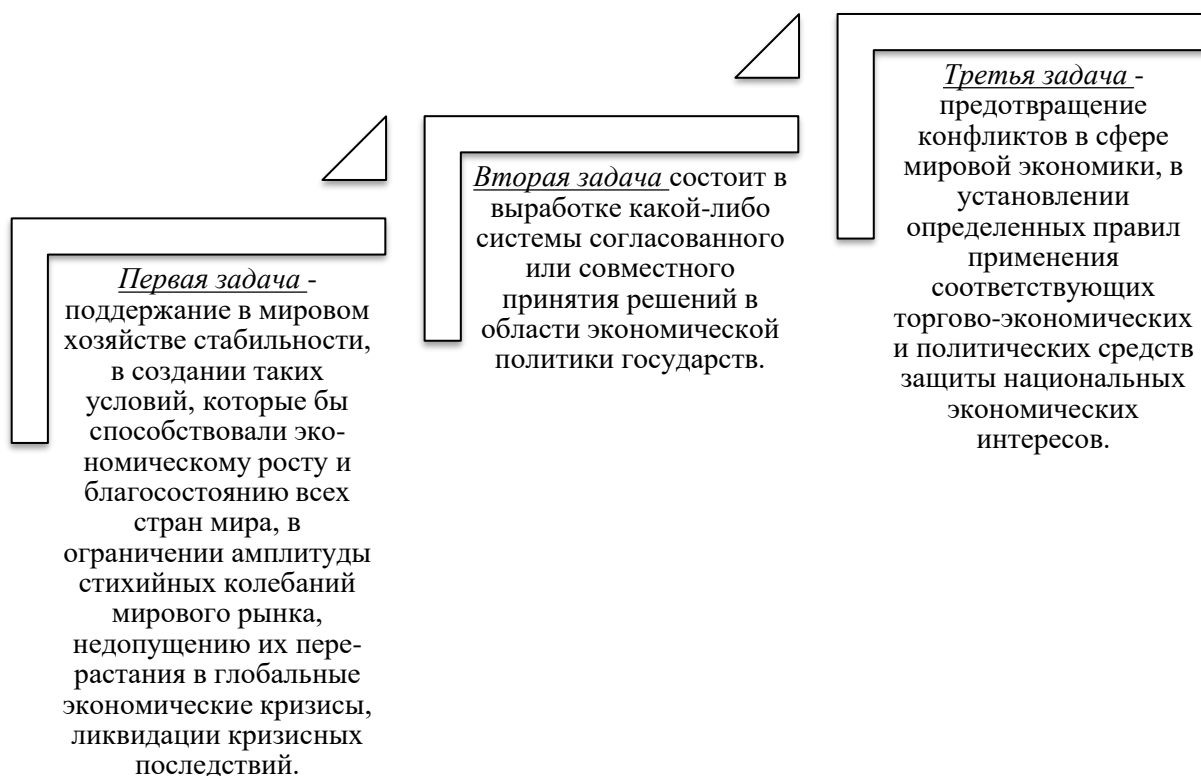 Первая задача -
поддержание в мировом
хозяйстве стабильности,
в создании таких
условий, которые бы
способствовали эко-
номическому росту и
благосостоянию всех
стран мира, в
ограничении амплитуды
стихийных колебаний
мирового рынка,
недопущению их пере-
растания в глобальные
экономические кризисы,
ликвидации кризисных
последствий.
Вторая задача состоит в
выработке какой-либо
системы согласованного
или совместного
принятия решений в
области экономической
политики государств.
Третья задача -
предотвращение
конфликтов в сфере
мировой экономики, в
установлении
определенных правил
применения
соответствующих
торгово-экономических
и политических средств
защиты национальных
экономических
интересов.